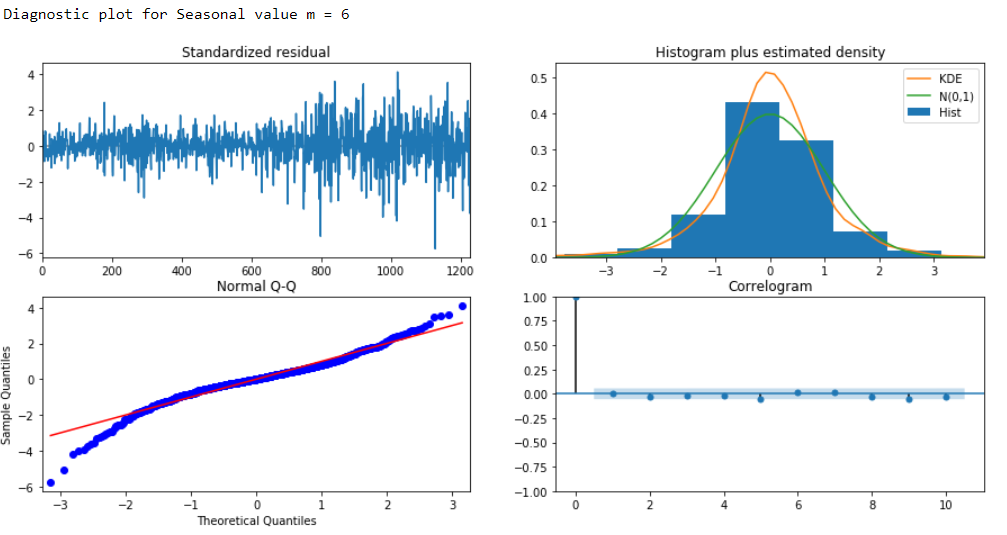 Diagnostic plot for Seasonal value m = 6
Standardized residual
4
2
0
−2
−4
−6
0 200 400 600 800 1000 1200
Histogram plus estimated density
KDE
N(0,1)
Hist
0.5
0.4
0.3
0.2
0.1
0.0
−3 −2 −1 0 1 2 3
Normal Q-Q
Sample Quantiles
4
2
0
−2
−4
−6
−3 −2 −1 0 1 2 3
Theoretical Quantiles
Correlogram
1.00
0.75
0.50
0.25
0.00
−0.25
−0.50
−0.75
−1.00
0 2 4 6 8 10